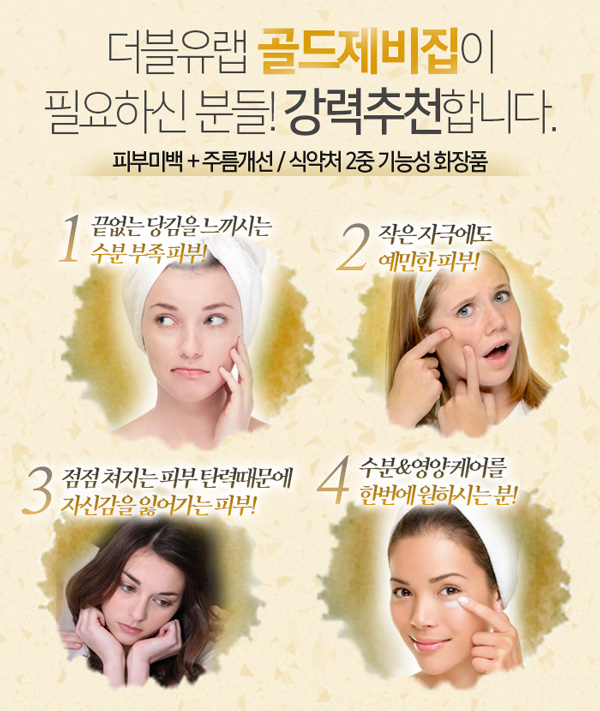 더블유랩 골드제비집이
필요하신 분들! 강력추천합니다.
피부미백 + 주름개선 / 식약처 2중 기능성 화장품
1 끝없는 당김을 느끼시는
수분 부족 피부!
2 작은 자극에도
예민한 피부!
3 점점 쳐지는 피부 탄력때문에
자신감을 잃어가는 피부!
4 수분&영양케어를
한번에 원하시는 분!